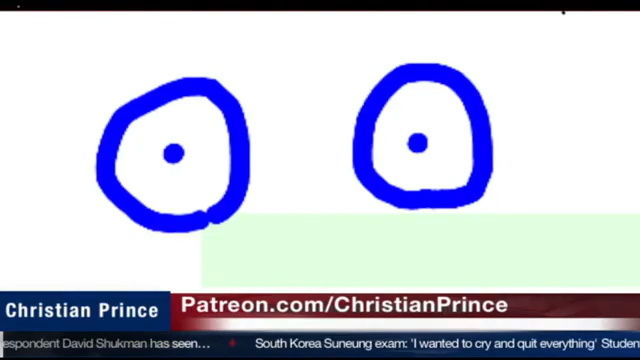 Christian Prince
Patreon.com/ChristianPrince
espondent David Shukman has seen... South Korea Suneung exam: 'I wanted to cry and quit everything' Studen